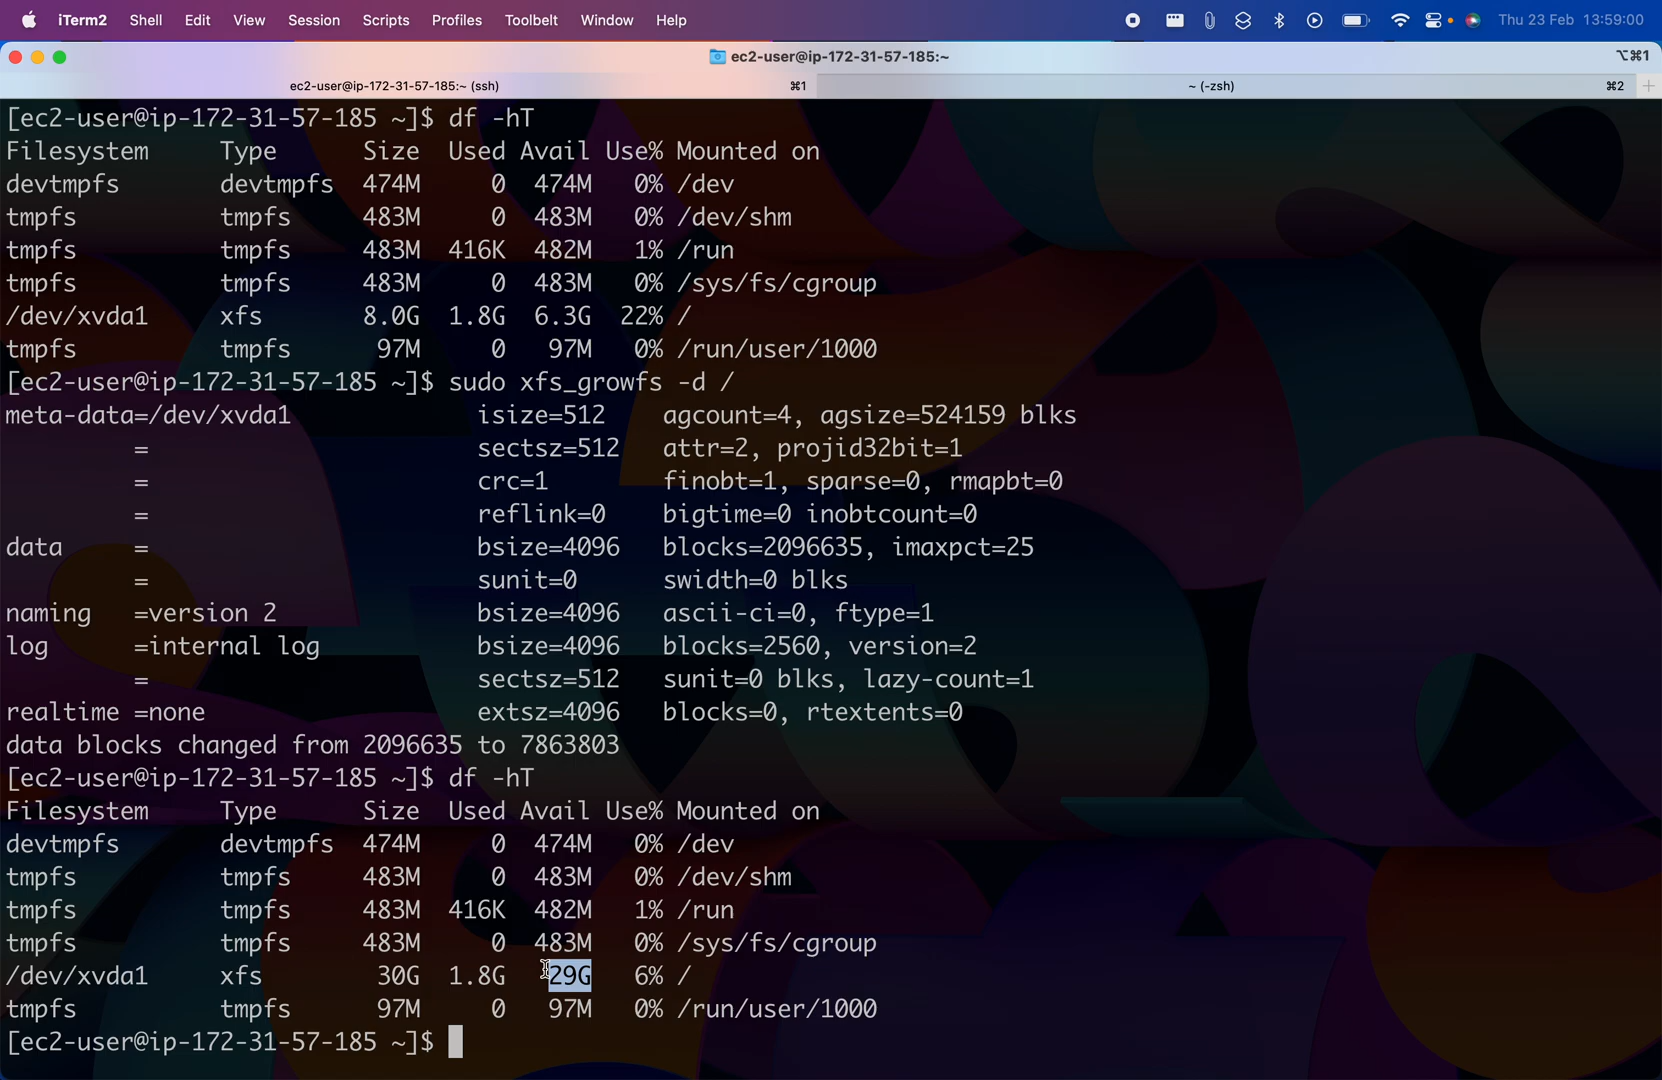 iTerm2 Shell Edit View Session Scripts Profiles Toolbelt Window Help Thu 23 Feb 13:59:00
ec2-user@ip-172-31-57-185:~ ⌥⌘1
ec2-user@ip-172-31-57-185:~ (ssh) ⌘1 ~ (-zsh) ⌘2 +
[ec2-user@ip-172-31-57-185 ~]$ df -hT
Filesystem Type Size Used Avail Use% Mounted on
devtmpfs devtmpfs 474M 0 474M 0% /dev
tmpfs tmpfs 483M 0 483M 0% /dev/shm
tmpfs tmpfs 483M 416K 482M 1% /run
tmpfs tmpfs 483M 0 483M 0% /sys/fs/cgroup
/dev/xvda1 xfs 8.0G 1.8G 6.3G 22% /
tmpfs tmpfs 97M 0 97M 0% /run/user/1000
[ec2-user@ip-172-31-57-185 ~]$ sudo xfs_growfs -d /
meta-data=/dev/xvda1 isize=512 agcount=4, agsize=524159 blks
= sectsz=512 attr=2, projid32bit=1
= crc=1 finobt=1, sparse=0, rmapbt=0
= reflink=0 bigtime=0 inobtcount=0
data = bsize=4096 blocks=2096635, imaxpct=25
= sunit=0 swidth=0 blks
naming =version 2 bsize=4096 ascii-ci=0, ftype=1
log =internal log bsize=4096 blocks=2560, version=2
= sectsz=512 sunit=0 blks, lazy-count=1
realtime =none extsz=4096 blocks=0, rtextents=0
data blocks changed from 2096635 to 7863803
[ec2-user@ip-172-31-57-185 ~]$ df -hT
Filesystem Type Size Used Avail Use% Mounted on
devtmpfs devtmpfs 474M 0 474M 0% /dev
tmpfs tmpfs 483M 0 483M 0% /dev/shm
tmpfs tmpfs 483M 416K 482M 1% /run
tmpfs tmpfs 483M 0 483M 0% /sys/fs/cgroup
/dev/xvda1 xfs 30G 1.8G 29G 6% /
tmpfs tmpfs 97M 0 97M 0% /run/user/1000
[ec2-user@ip-172-31-57-185 ~]$